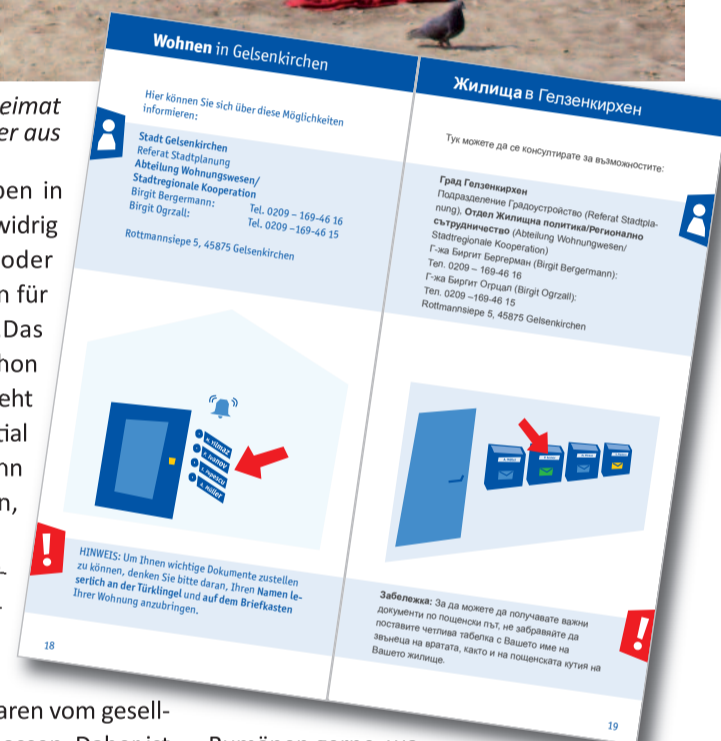 eimat
er aus
ben in
widrig
oder
n für
Das
hon
eht
tial
nn
n,
-
.
Wohnen in Gelsenkirchen
Hier können Sie sich über diese Möglichkeiten
informieren:
Stadt Gelsenkirchen
Referat Stadtplanung
Abteilung Wohnungswesen/
Stadtregionale Kooperation
Birgit Bergermann: Tel. 0209 – 169-46 16
Birgit Ogrzall: Tel. 0209 –169-46 15
Rottmannsiepe 5, 45875 Gelsenkirchen
HINWEIS: Um Ihnen wichtige Dokumente zustellen
zu können, denken Sie bitte daran, Ihren Namen le-
serlich an der Türklingel und auf dem Briefkasten
Ihrer Wohnung anzubringen.
18
Жилища в Гелзенкирхен
Тук можете да се консултирате за възможностите:
Град Гелзенкирхен
Подразделение Градоустройство (Referat Stadtpla-
nung), Отдел Жилищна политика/Регионално
сътрудничество (Abteilung Wohnungwesen/
Stadtregionale Kooperation)
Г-жа Биргит Бергерман (Birgit Bergermann):
Тел. 0209 – 169-46 16
Г-жа Биргит Огрцал (Birgit Ogrzall):
Тел. 0209 –169-46 15
Rottmannsiepe 5, 45875 Gelsenkirchen
Забележка: За да можете да получавате важни
документи по пощенски път, не забравяйте да
поставите четлива табелка с Вашето име на
звънеца на вратата, както и на пощенската кутия на
Вашето жилище.
19
aren vom gesell-